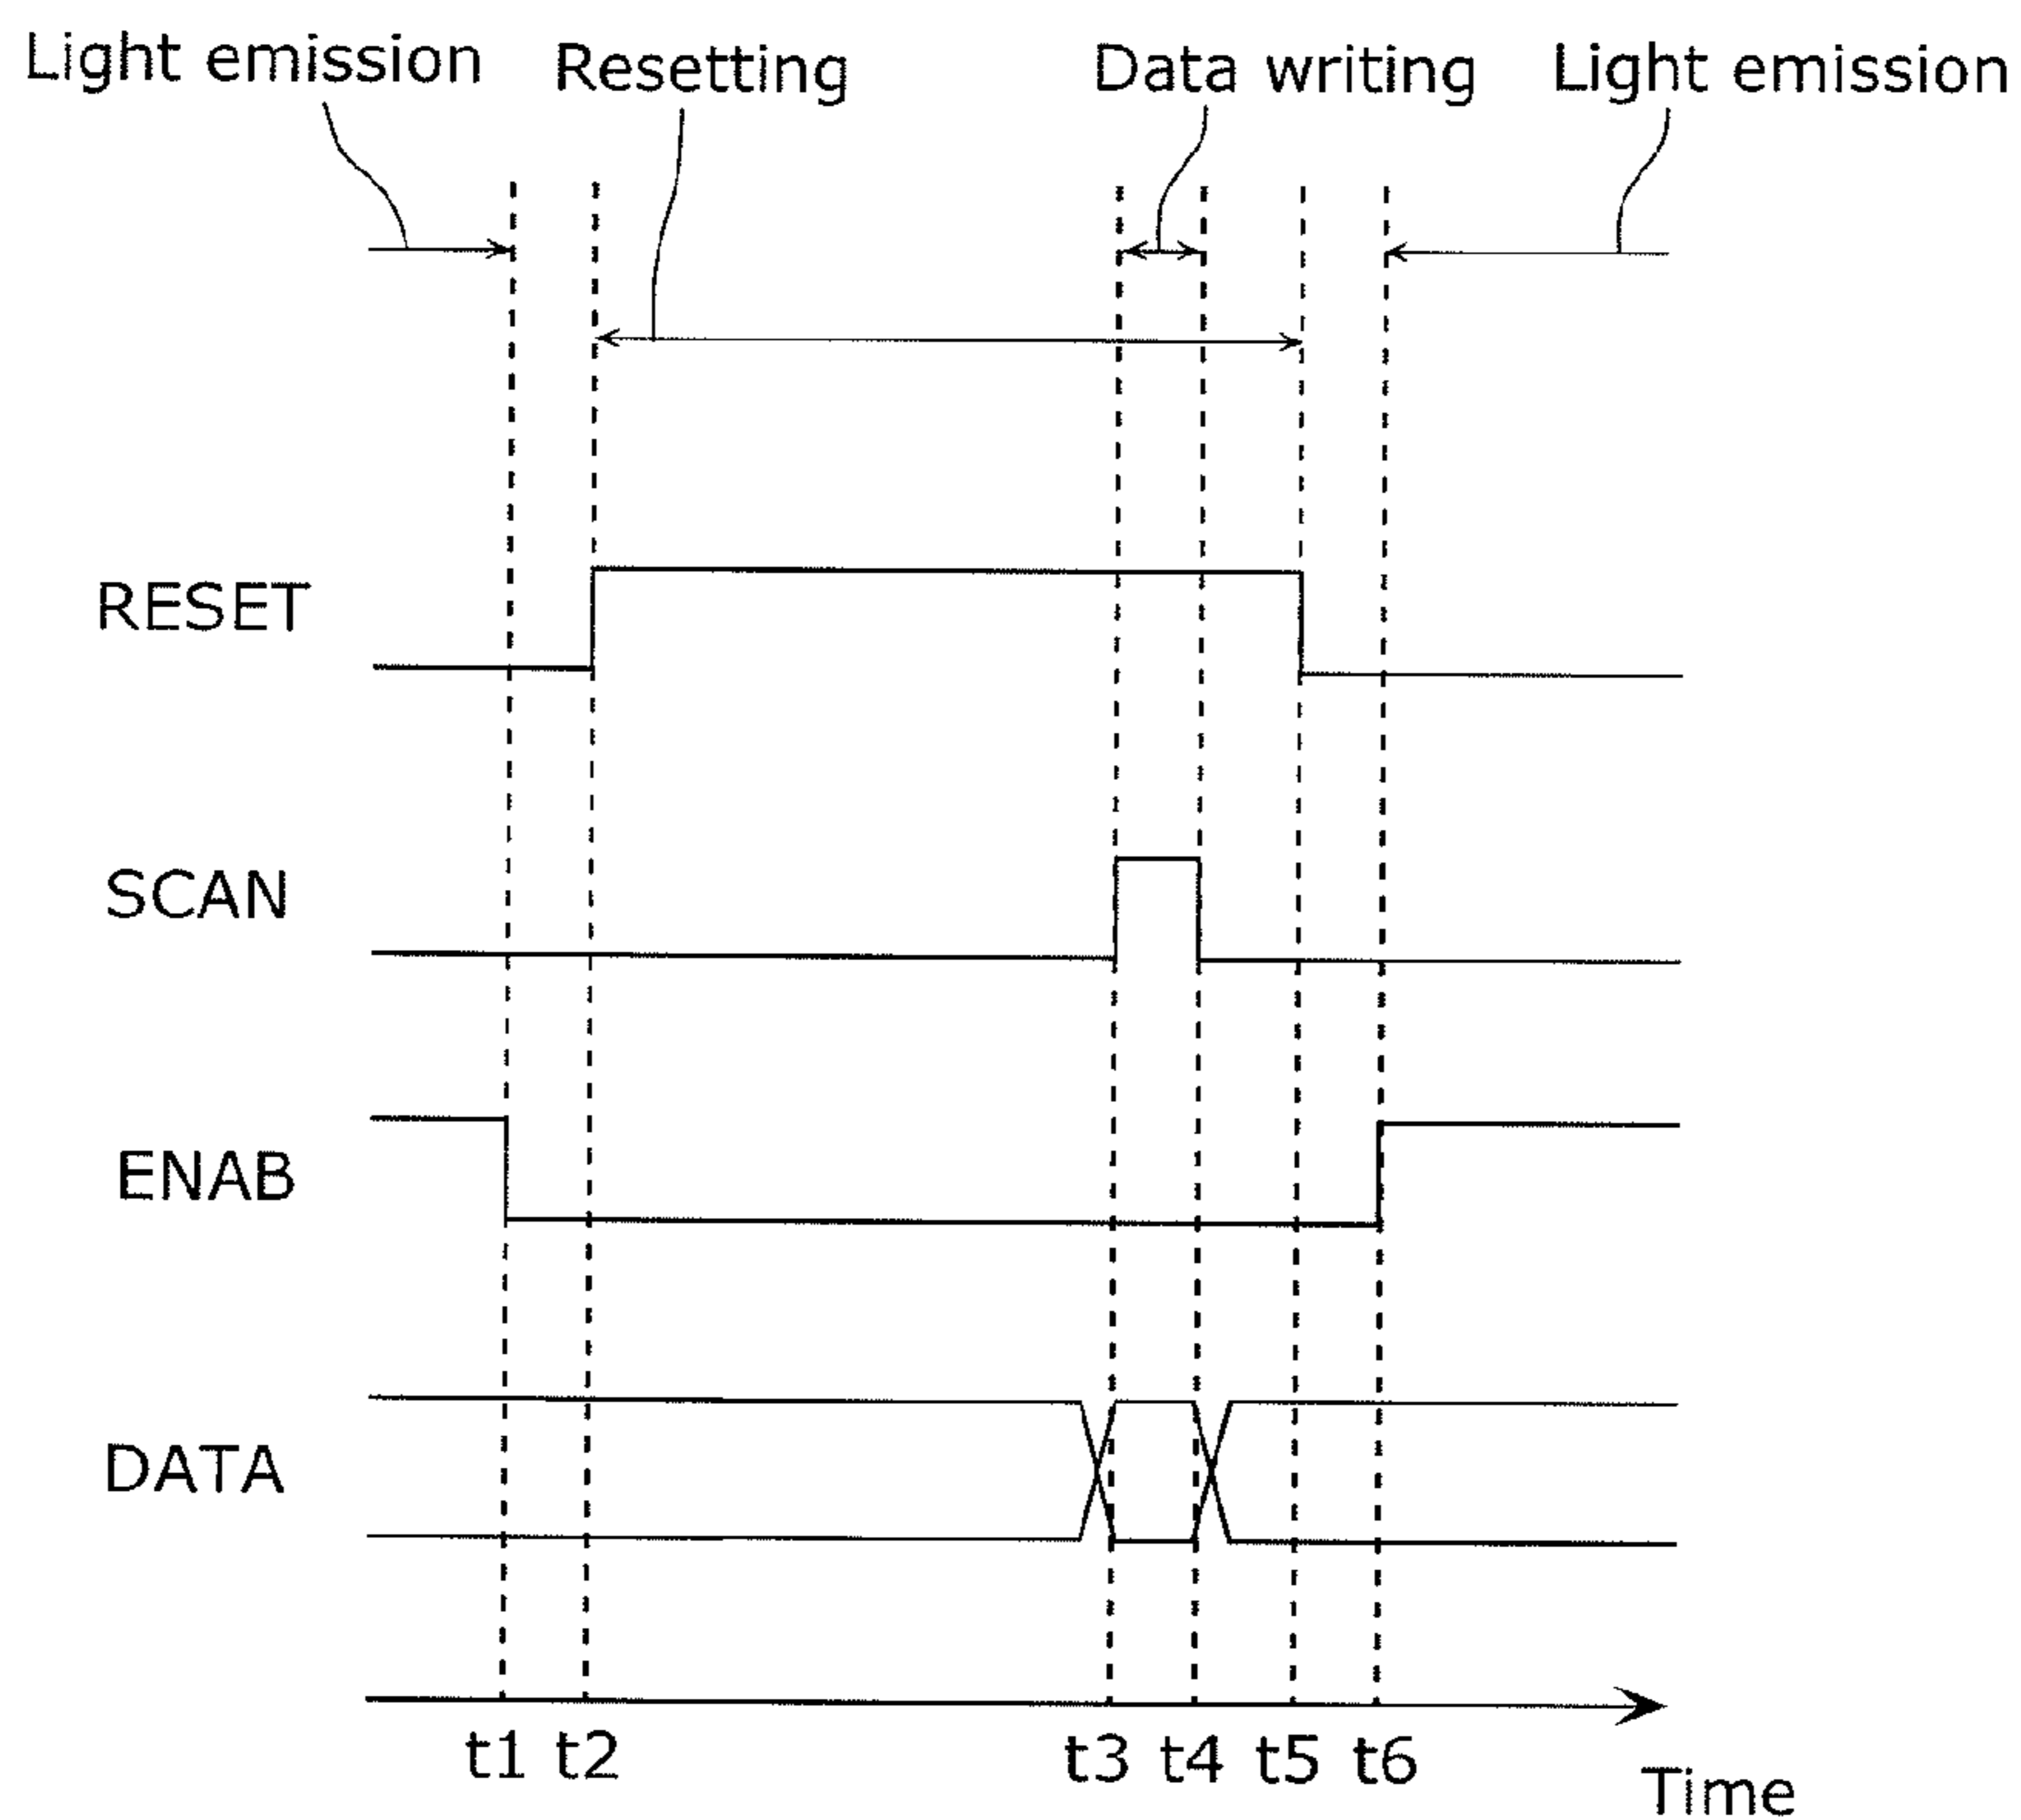 Light emission
Resetting
Data writing
Light emission
RESET
SCAN
ENAB
DATA
t1 t2 t3 t4 t5 t6
Time